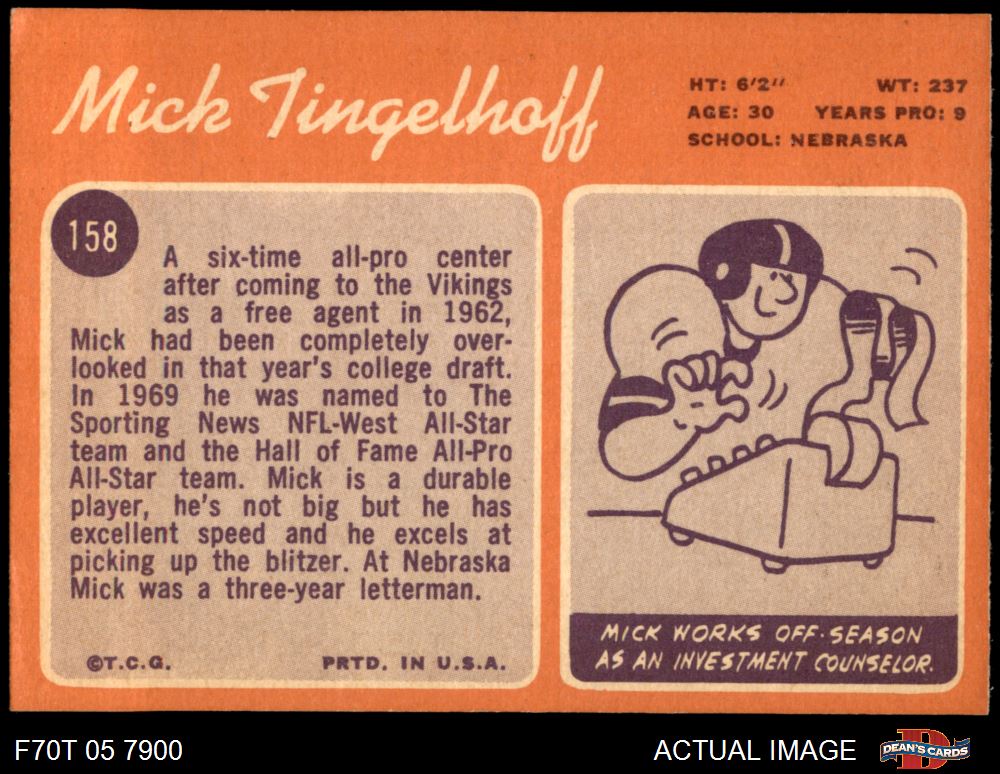 Mick Tingelhoff
HT: 6'2" WT: 237
AGE: 30 YEARS PRO: 9
SCHOOL: NEBRASKA
158
A six-time all-pro center
after coming to the Vikings
as a free agent in 1962,
Mick had been completely over-
looked in that year's college draft.
In 1969 he was named to The
Sporting News NFL-West All-Star
team and the Hall of Fame All-Pro
All-Star team. Mick is a durable
player, he's not big but he has
excellent speed and he excels at
picking up the blitzer. At Nebraska
Mick was a three-year letterman.
©T.C.G. PRTD. IN U.S.A.
MICK WORKS OFF-SEASON
AS AN INVESTMENT COUNSELOR.
F70T 05 7900 ACTUAL IMAGE DEAN'S CARDS